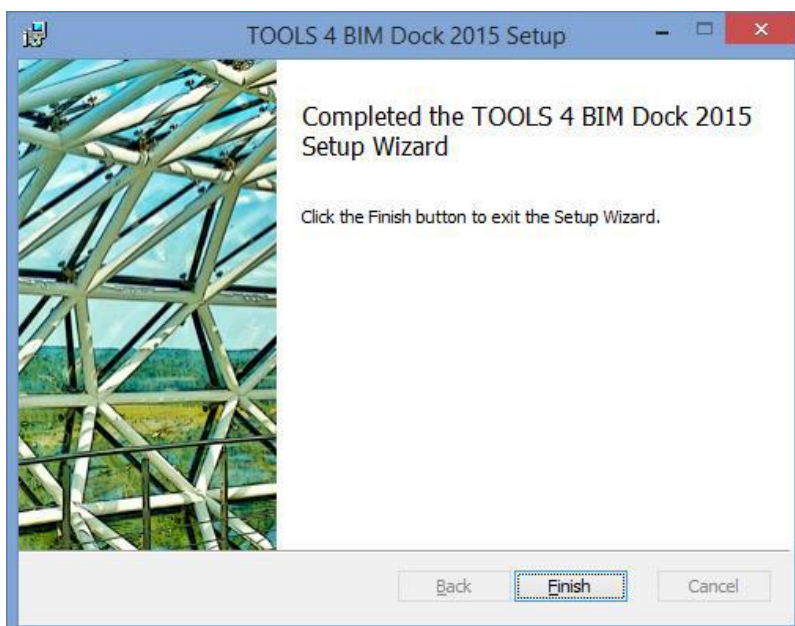 TOOLS 4 BIM Dock 2015 Setup
Completed the TOOLS 4 BIM Dock 2015
Setup Wizard
Click the Finish button to exit the Setup Wizard.
Back
Finish
Cancel